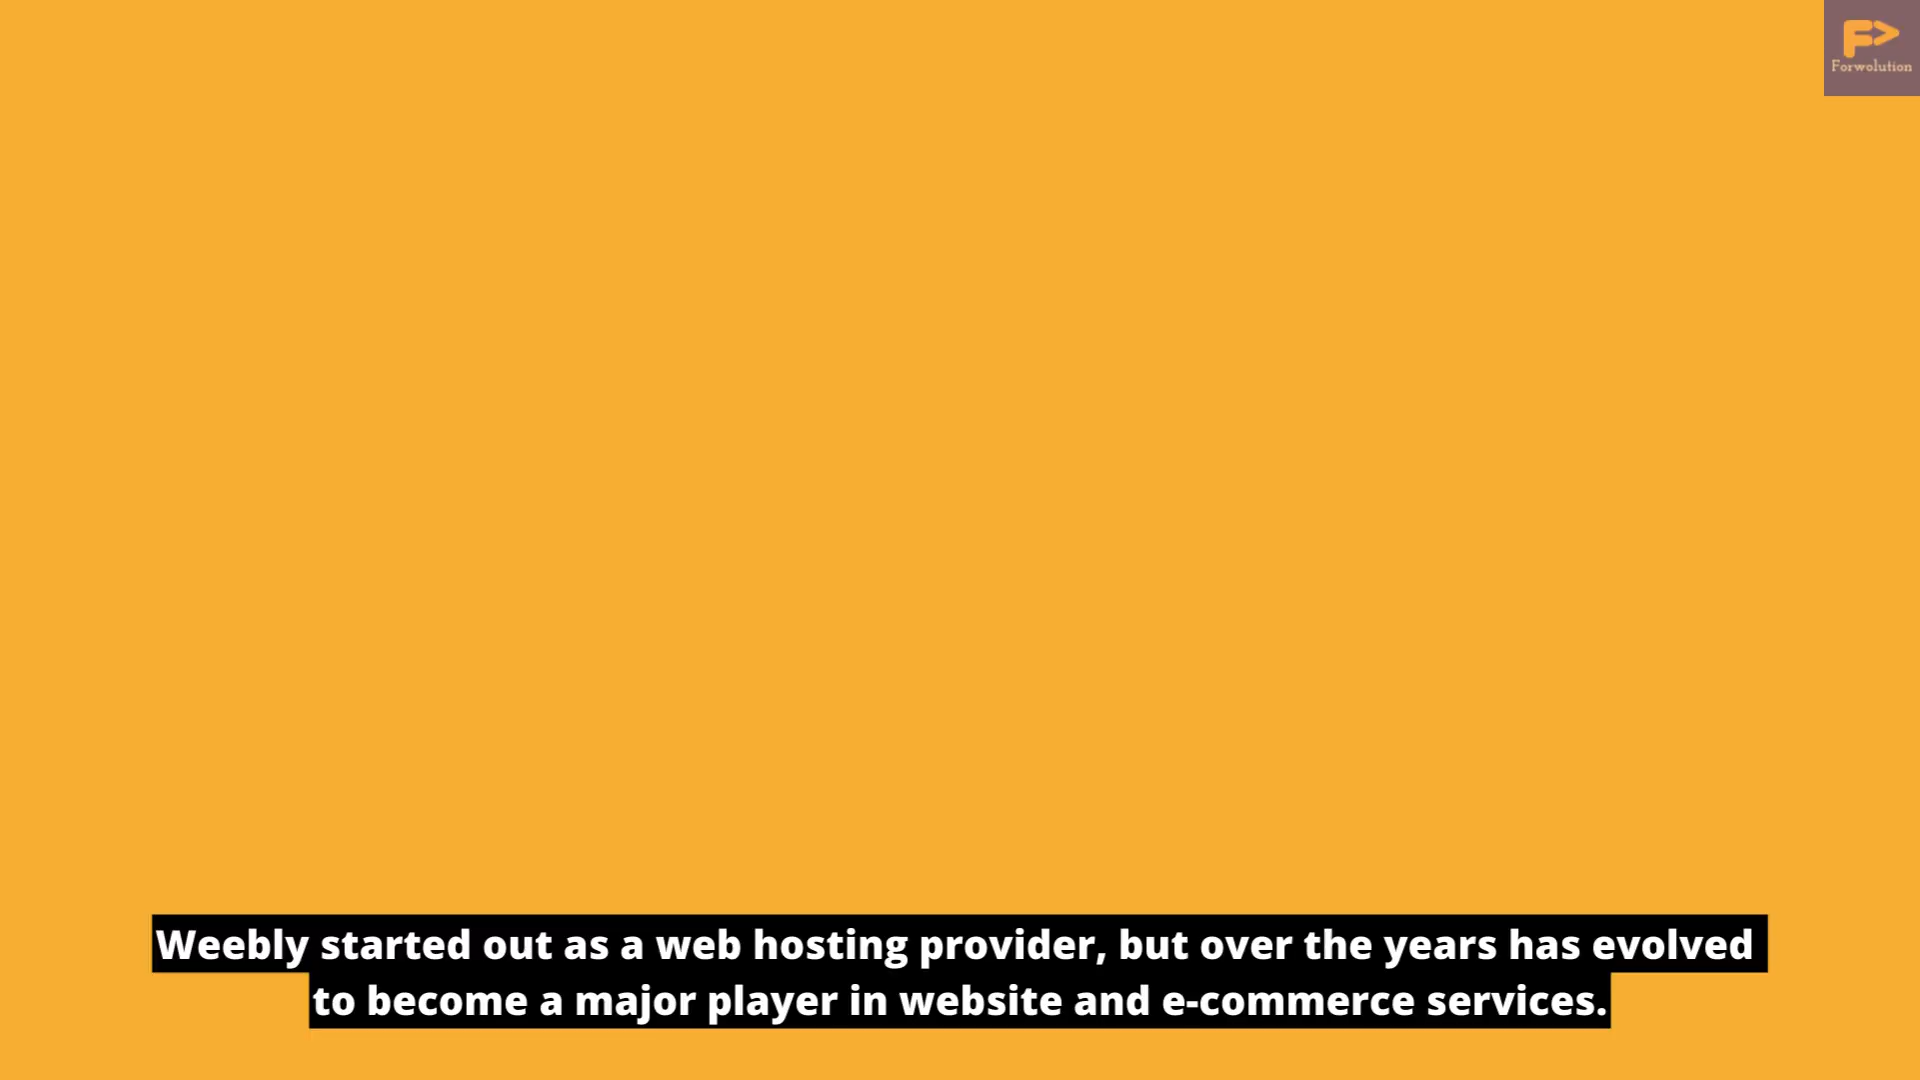 Forwolution
Weebly started out as a web hosting provider, but over the years has evolved
to become a major player in website and e-commerce services.